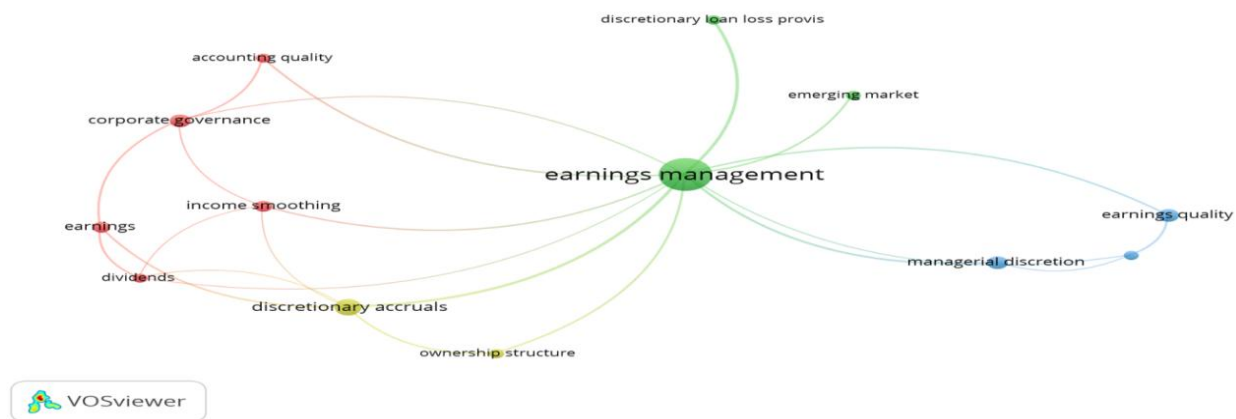 discretionary loan loss provis
accounting quality
emerging market
corporate governance
earnings management
income smoothing
earnings quality
earnings
managerial discretion
dividends
discretionary accruals
ownership structure
VOSviewer